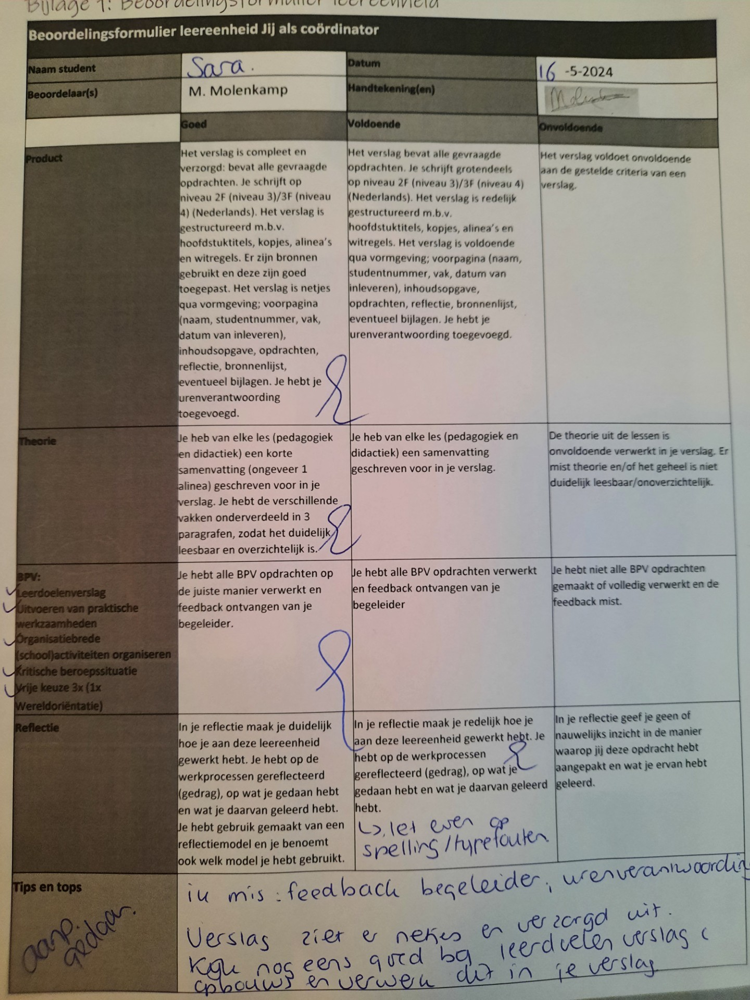 Bijlage 1: Beoordelingsformulier leereenheid
Beoordelingsformulier leereenheid Jij als coördinator
Naam student
Sara.
Datum
16 -5-2024
Beoordelaar(s)
M. Molenkamp
Handtekening(en)
Goed
Voldoende
Onvoldoende
Product
Het verslag is compleet en
verzorgd: bevat alle gevraagde
opdrachten. Je schrijft op
niveau 2F (niveau 3)/3F (niveau
4) (Nederlands). Het verslag is
gestructureerd m.b.v.
hoofdstuktitels, kopjes, alinea's
en witregels. Er zijn bronnen
gebruikt en deze zijn goed
toegepast. Het verslag is netjes
qua vormgeving; voorpagina
(naam, studentnummer, vak,
datum van inleveren),
inhoudsopgave, opdrachten,
reflectie, bronnenlijst,
eventueel bijlagen. Je hebt je
urenverantwoording
toegevoegd.
Het verslag bevat alle gevraagde
opdrachten. Je schrijft grotendeels
op niveau 2F (niveau 3)/3F (niveau 4)
(Nederlands). Het verslag is redelijk
gestructureerd m.b.v.
hoofdstuktitels, kopjes, alinea's en
witregels. Het verslag is voldoende
qua vormgeving; voorpagina (naam,
studentnummer, vak, datum van
inleveren), inhoudsopgave,
opdrachten, reflectie, bronnenlijst,
eventueel bijlagen. Je hebt je
urenverantwoording toegevoegd.
Het verslag voldoet onvoldoende
aan de gestelde criteria van een
verslag.
Theorie
Je heb van elke les (pedagogiek
en didactiek) een korte
samenvatting (ongeveer 1
alinea) geschreven voor in je
verslag. Je hebt de verschillende
vakken onderverdeeld in 3
paragrafen, zodat het duidelijk
leesbaar en overzichtelijk is.
Je heb van elke les (pedagogiek en
didactiek) een samenvatting
geschreven voor in je verslag.
De theorie uit de lessen is
onvoldoende verwerkt in je verslag. Er
mist theorie en/of het geheel is niet
duidelijk leesbaar/onoverzichtelijk.
BPV:
Leerdoelenverslag
Uitvoeren van praktische
werkzaamheden
Organisatiebrede
(school)activiteiten organiseren
Kritische beroepssituatie
Vrije keuze 3x (1x
Wereldoriëntatie)
Je hebt alle BPV opdrachten op
de juiste manier verwerkt en
feedback ontvangen van je
begeleider.
Je hebt alle BPV opdrachten verwerkt
en feedback ontvangen van je
begeleider
Je hebt niet alle BPV opdrachten
gemaakt of volledig verwerkt en de
feedback mist.
Reflectie
In je reflectie maak je duidelijk
hoe je aan deze leereenheid
gewerkt hebt. Je hebt op de
werkprocessen gereflecteerd
(gedrag), op wat je gedaan hebt
en wat je daarvan geleerd hebt.
Je hebt gebruik gemaakt van een
reflectiemodel en je benoemt
ook welk model je hebt gebruikt.
In je reflectie maak je redelijk hoe je
aan deze leereenheid gewerkt hebt. Je
hebt op de werkprocessen
gereflecteerd (gedrag), op wat je
gedaan hebt en wat je daarvan geleerd
hebt.
↳ let even op
spelling/typefouten
In je reflectie geef je geen of
nauwelijks inzicht in de manier
waarop jij deze opdracht hebt
aangepakt en wat je ervan hebt
geleerd.
Tips en tops
aanp.
gedaan.
ik mis: feedback begeleider, urenverantwoording
Verslag ziet er netjes en verzorgd uit.
Kijk nog eens goed bij leerdoelen verslag (
opbouw) en verwerk dit in je verslag